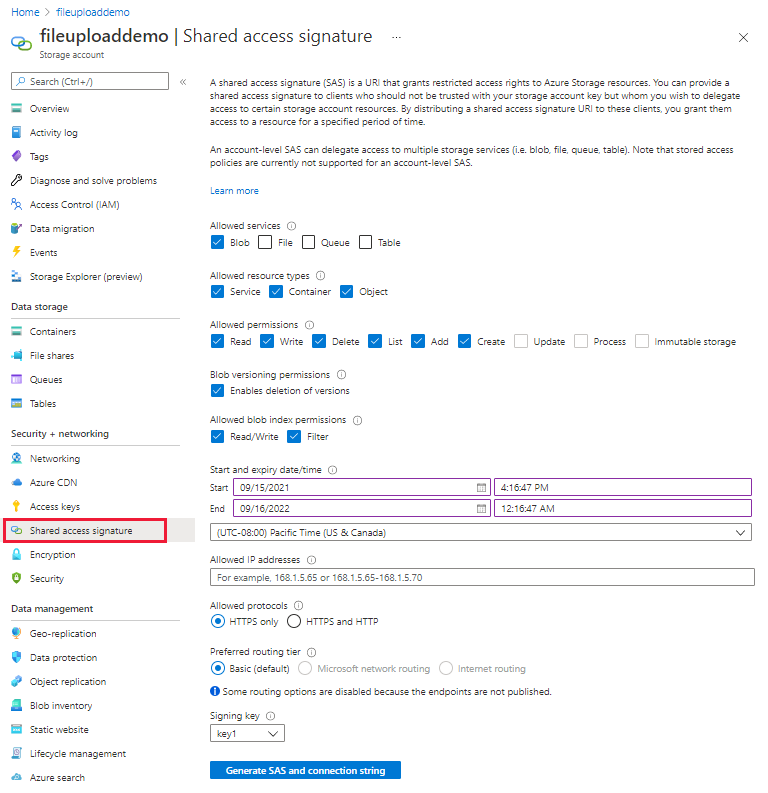 Home > fileuploaddemo
fileuploaddemo | Shared access signature ...
Storage account
Search (Ctrl+/)
«
Overview
Activity log
Tags
Diagnose and solve problems
Access Control (IAM)
Data migration
Events
Storage Explorer (preview)
Data storage
Containers
File shares
Queues
Tables
Security + networking
Networking
Azure CDN
Access keys
Shared access signature
Encryption
Security
Data management
Geo-replication
Data protection
Object replication
Blob inventory
Static website
Lifecycle management
Azure search
A shared access signature (SAS) is a URI that grants restricted access rights to Azure Storage resources. You can provide a
shared access signature to clients who should not be trusted with your storage account key but whom you wish to delegate
access to certain storage account resources. By distributing a shared access signature URI to these clients, you grant them
access to a resource for a specified period of time.
An account-level SAS can delegate access to multiple storage services (i.e. blob, file, queue, table). Note that stored access
policies are currently not supported for an account-level SAS.
Learn more
Allowed services
Blob File Queue Table
Allowed resource types
Service Container Object
Allowed permissions
Read Write Delete List Add Create Update Process Immutable storage
Blob versioning permissions
Enables deletion of versions
Allowed blob index permissions
Read/Write Filter
Start and expiry date/time
Start 09/15/2021 4:16:47 PM
End 09/16/2022 12:16:47 AM
(UTC-08:00) Pacific Time (US & Canada)
Allowed IP addresses
For example, 168.1.5.65 or 168.1.5.65-168.1.5.70
Allowed protocols
HTTPS only HTTPS and HTTP
Preferred routing tier
Basic (default) Microsoft network routing Internet routing
Some routing options are disabled because the endpoints are not published.
Signing key
key1
Generate SAS and connection string